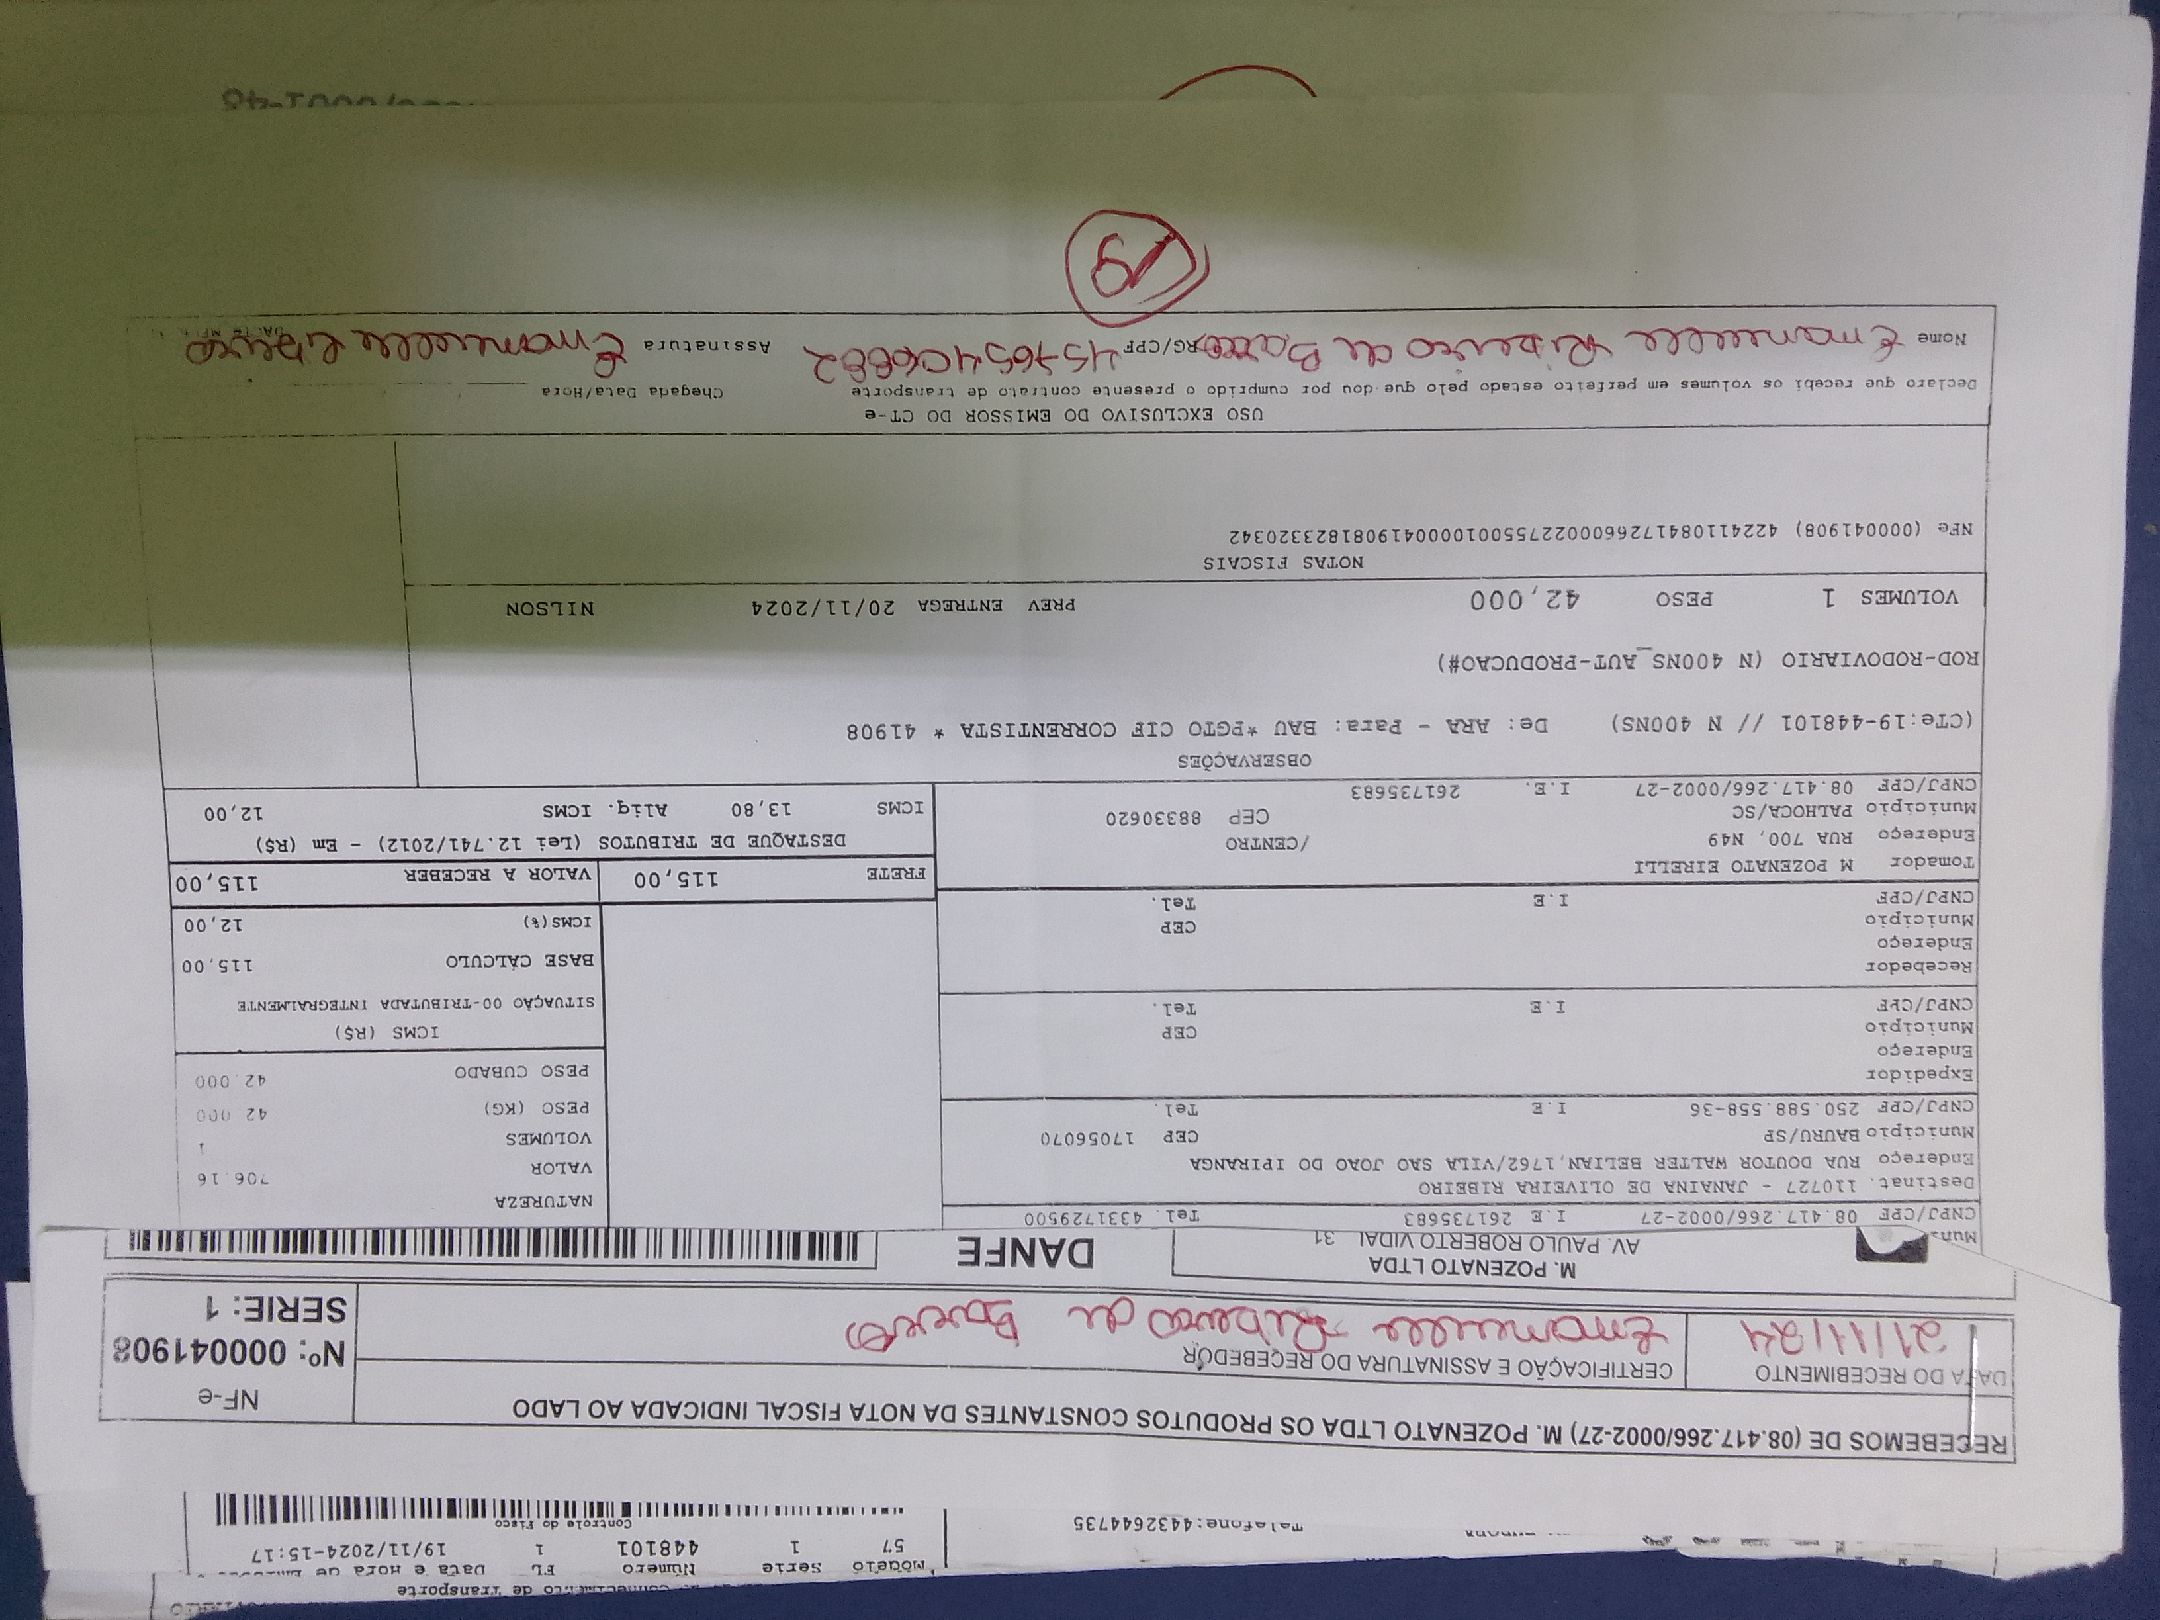 Conhecimento de Transporte
Modelo Serie Número FL Data e Hora de
57 1 448101 1 19/11/2024-15:17
Controle do Fisco
Telefone:4432644735
RECEBEMOS DE (08.417.266/0002-27) M. POZENATO LTDA OS PRODUTOS CONSTANTES DA NOTA FISCAL INDICADA AO LADO
NF-e
Nº: 000041908
SERIE: 1
DATA DO RECEBIMENTO
21/11/24
CERTIFICAÇÃO E ASSINATURA DO RECEBEDOR
Emanuelle Ribeiro de
M. POZENATO LTDA
AV. PAULO ROBERTO VIDAL 31
DANFE
CNPJ/CPF 08.417.266/0002-27 I.E 261735683 Tel. 4331729500
Destinat. 110727 - JANAINA DE OLIVEIRA RIBEIRO
Endereço RUA DOUTOR WALTER BELIAN,1762/VILA SAO JOAO DO IPIRANGA
Município BAURU/SP CEP 17056070
CNPJ/CPF 250.588.558-36 I.E Tel.
Expedidor
Endereço
Município CEP
CNPJ/CPF I.E Tel.
Recebedor
Endereço
Município CEP
CNPJ/CPF I.E Tel.
Tomador M POZENATO EIRELLI
Endereço RUA 700, N49 /CENTRO
Município PALHOCA/SC CEP 88330620
CNPJ/CPF 08.417.266/0002-27 I.E. 261735683
NATUREZA
VALOR 706.16
VOLUMES 1
PESO (KG) 42.000
PESO CUBADO 42.000
ICMS (R$)
SITUAÇÃO 00-TRIBUTADA INTEGRALMENTE
BASE CÁLCULO 115,00
ICMS(%) 12,00
FRETE 115,00 VALOR A RECEBER 115,00
DESTAQUE DE TRIBUTOS (Lei 12.741/2012) - Em (R$)
ICMS 13,80 Aliq. ICMS 12,00
OBSERVAÇÕES
(CTe:19-448101 // N 400NS) De: ARA - Para: BAU *PGTO CIF CORRENTISTA * 41908
ROD-RODOVIARIO (N 400NS_AUT-PRODUCAO#)
VOLUMES 1 PESO 42,000 PREV ENTREGA 20/11/2024 NILSON
NOTAS FISCAIS
NFe (000041908) 42241108417266000227550010000419081823320342
USO EXCLUSIVO DO EMISSOR DO CT-e
Declaro que recebi os volumes em perfeito estado pelo que dou por cumprido o presente contrato de transporte Chegada Data/Hora
Nome Emanuelle Ribeiro de RG/CPF 45765406882 Assinatura Emanuelle R
19